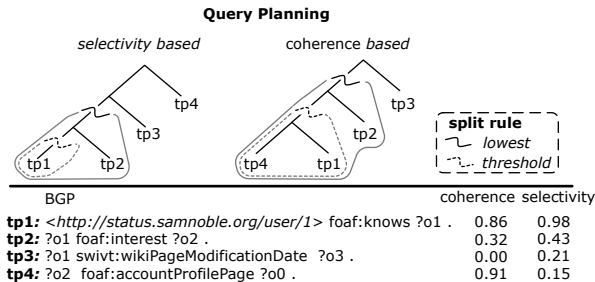 Query Planning
selectivity based
coherence based
tp4
tp3
tp1 tp2
tp3
tp2
tp4 tp1
split rule
lowest
threshold
BGP coherence selectivity
tp1: <http://status.samnoble.org/user/1> foaf:knows ?o1 . 0.86 0.98
tp2: ?o1 foaf:interest ?o2 . 0.32 0.43
tp3: ?o1 swivt:wikiPageModificationDate ?o3 . 0.00 0.21
tp4: ?o2 foaf:accountProfilePage ?o0 . 0.91 0.15